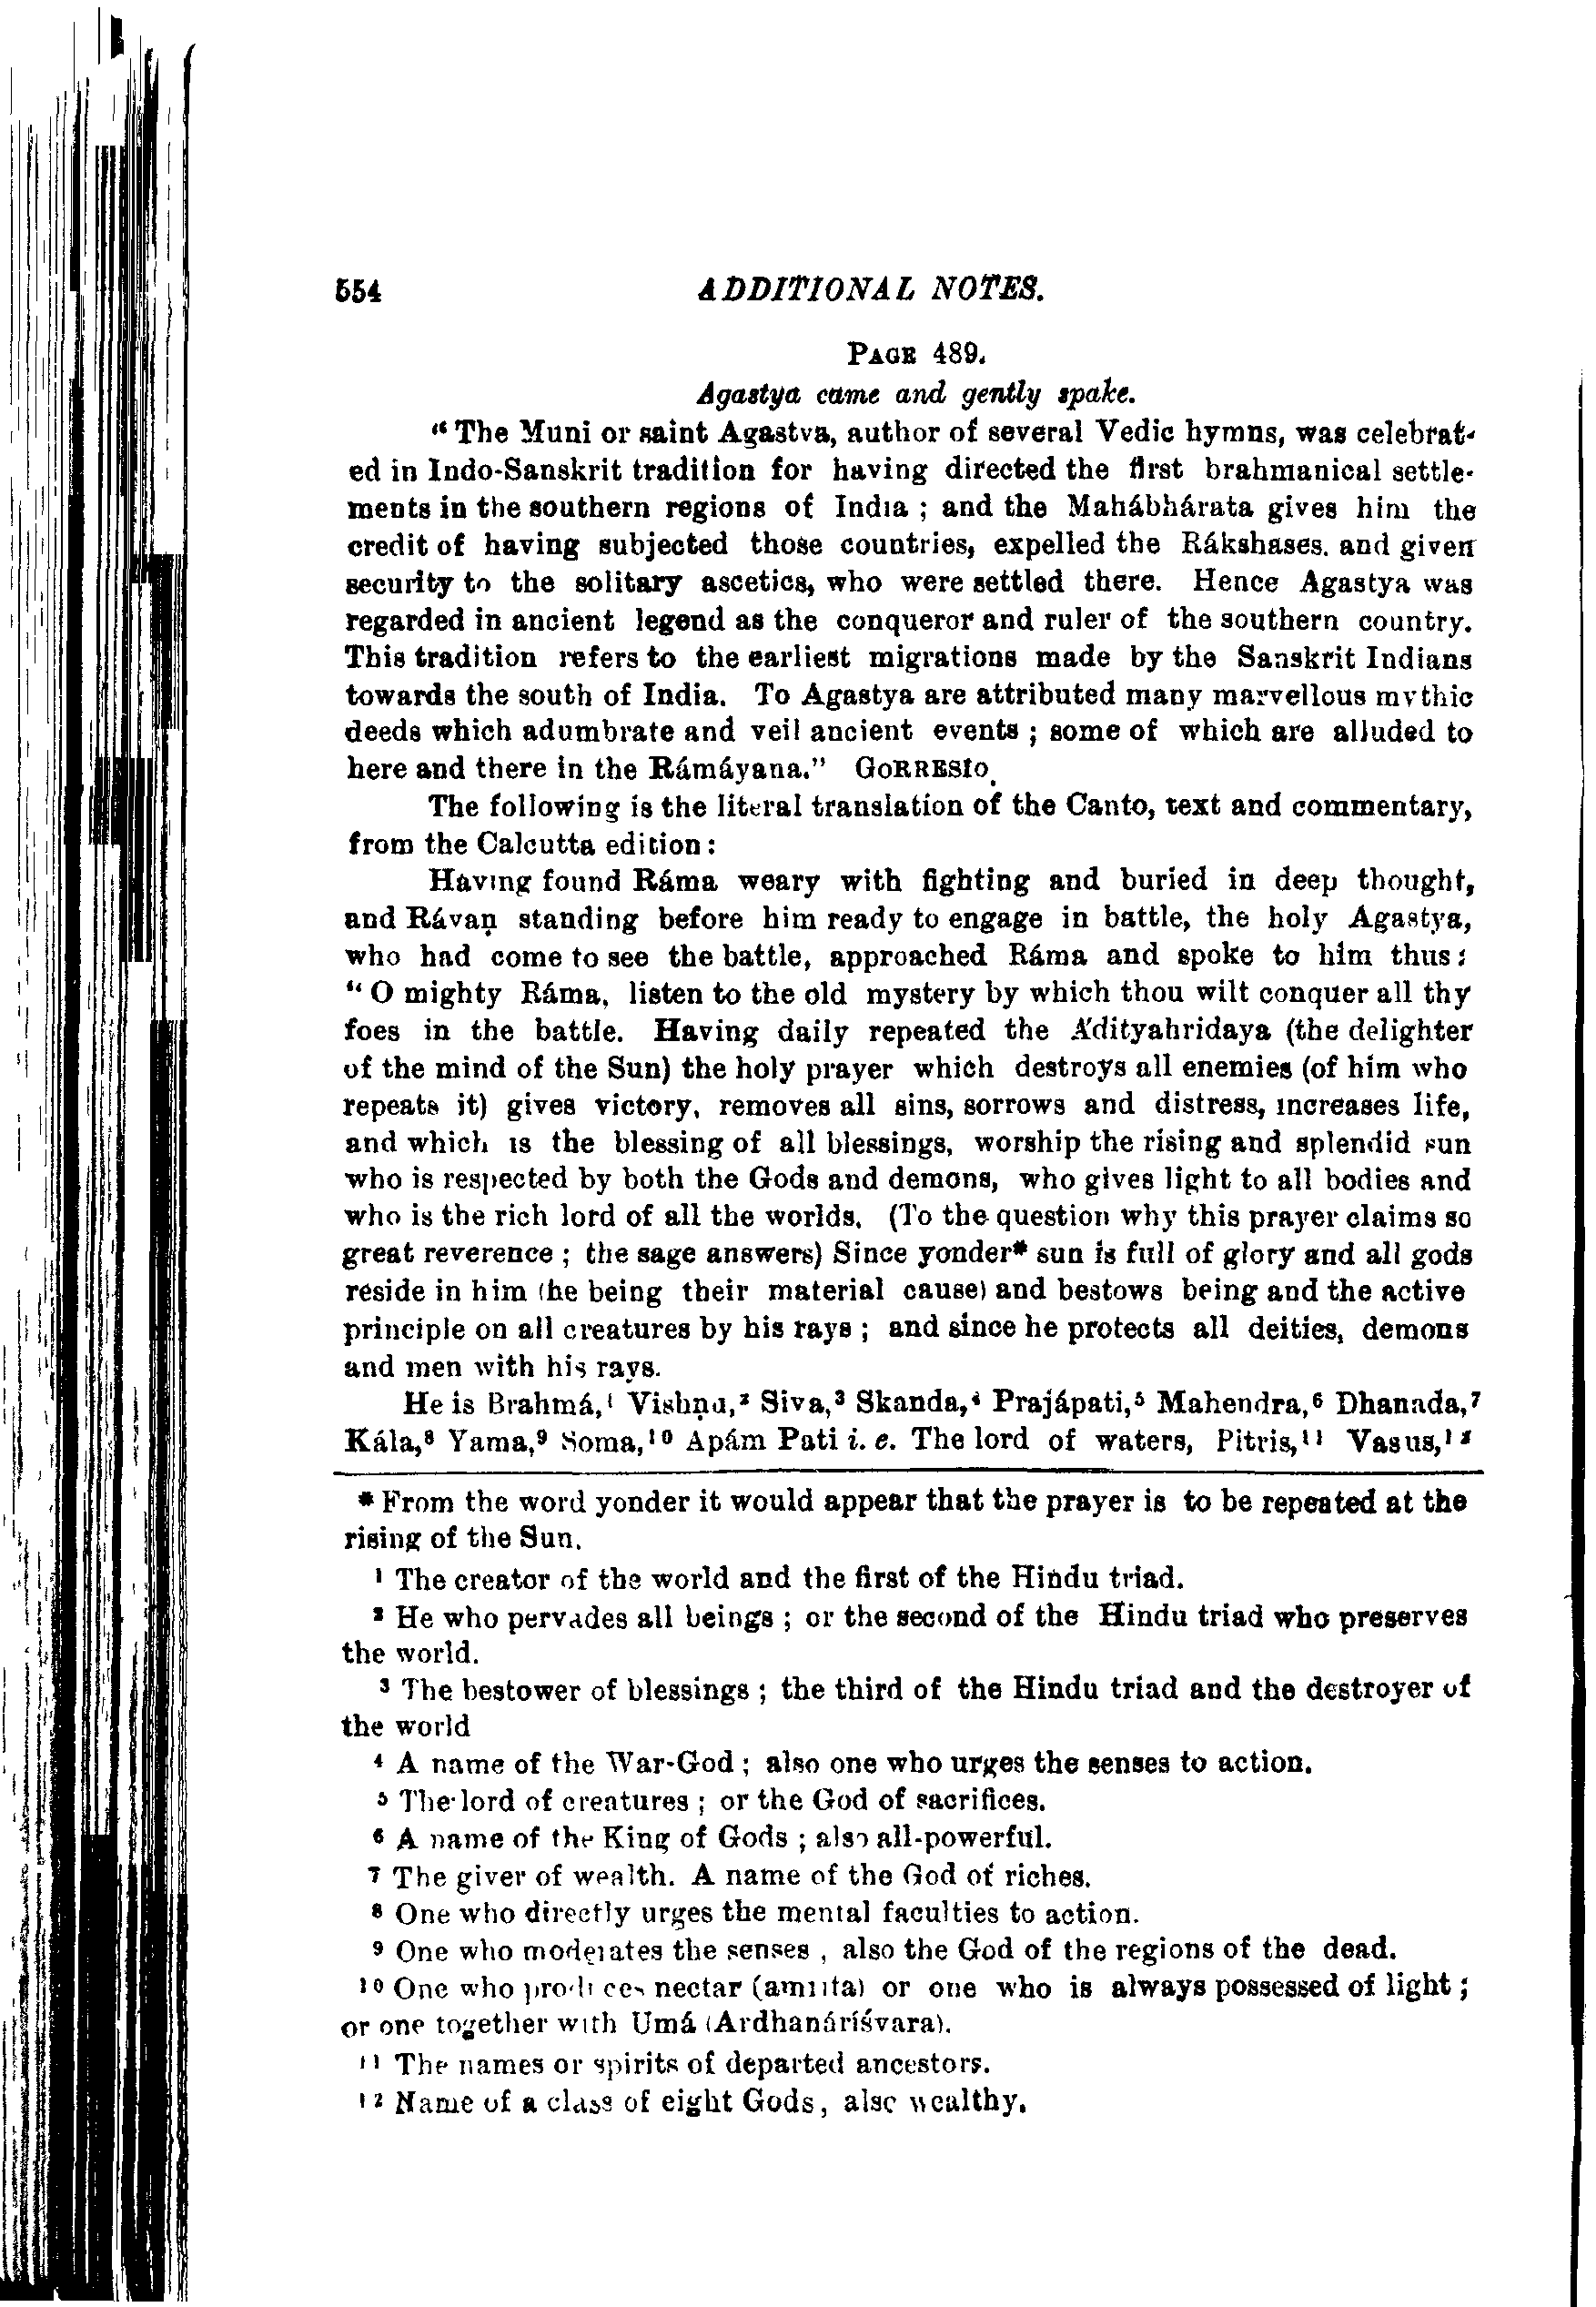 554 ADDITIONAL NOTES.
PAGE 489.
Agastya came and gently spake.
“The Muni or saint Agastya, author of several Vedic hymns, was celebrat-
ed in Indo-Sanskrit tradition for having directed the first brahmanical settle-
ments in the southern regions of India ; and the Mahábhárata gives him the
credit of having subjected those countries, expelled the Rákshases. and given
security to the solitary ascetics, who were settled there. Hence Agastya was
regarded in ancient legend as the conqueror and ruler of the southern country.
This tradition refers to the earliest migrations made by the Sanskrit Indians
towards the south of India. To Agastya are attributed many marvellous mythic
deeds which adumbrate and veil ancient events ; some of which are alluded to
here and there in the Rámáyana.” GORRESIO.
The following is the literal translation of the Canto, text and commentary,
from the Calcutta edition :
Having found Ráma weary with fighting and buried in deep thought,
and Rávaṇ standing before him ready to engage in battle, the holy Agastya,
who had come to see the battle, approached Ráma and spoke to him thus :
“O mighty Ráma, listen to the old mystery by which thou wilt conquer all thy
foes in the battle. Having daily repeated the Ádityahridaya (the delighter
of the mind of the Sun) the holy prayer which destroys all enemies (of him who
repeats it) gives victory, removes all sins, sorrows and distress, increases life,
and which is the blessing of all blessings, worship the rising and splendid sun
who is respected by both the Gods and demons, who gives light to all bodies and
who is the rich lord of all the worlds. (To the question why this prayer claims so
great reverence ; the sage answers) Since yonder* sun is full of glory and all gods
reside in him (he being their material cause) and bestows being and the active
principle on all creatures by his rays ; and since he protects all deities, demons
and men with his rays.
He is Brahmá,¹ Vishṇu,² Siva,³ Skanda,⁴ Prajápati,⁵ Mahendra,⁶ Dhanada,⁷
Kála,⁸ Yama,⁹ Soma,¹⁰ Apám Pati i. e. The lord of waters, Pitris,¹¹ Vasus,¹²
* From the word yonder it would appear that the prayer is to be repeated at the
rising of the Sun.
¹ The creator of the world and the first of the Hindu triad.
² He who pervades all beings ; or the second of the Hindu triad who preserves
the world.
³ The bestower of blessings ; the third of the Hindu triad and the destroyer of
the world
⁴ A name of the War-God ; also one who urges the senses to action.
⁵ The lord of creatures ; or the God of sacrifices.
⁶ A name of the King of Gods ; also all-powerful.
⁷ The giver of wealth. A name of the God of riches.
⁸ One who directly urges the mental faculties to action.
⁹ One who moderates the senses , also the God of the regions of the dead.
¹⁰ One who produces nectar (amrita) or one who is always possessed of light ;
or one together with Umá (Ardhanáríśvara).
¹¹ The names or spirits of departed ancestors.
¹² Name of a class of eight Gods, also wealthy.